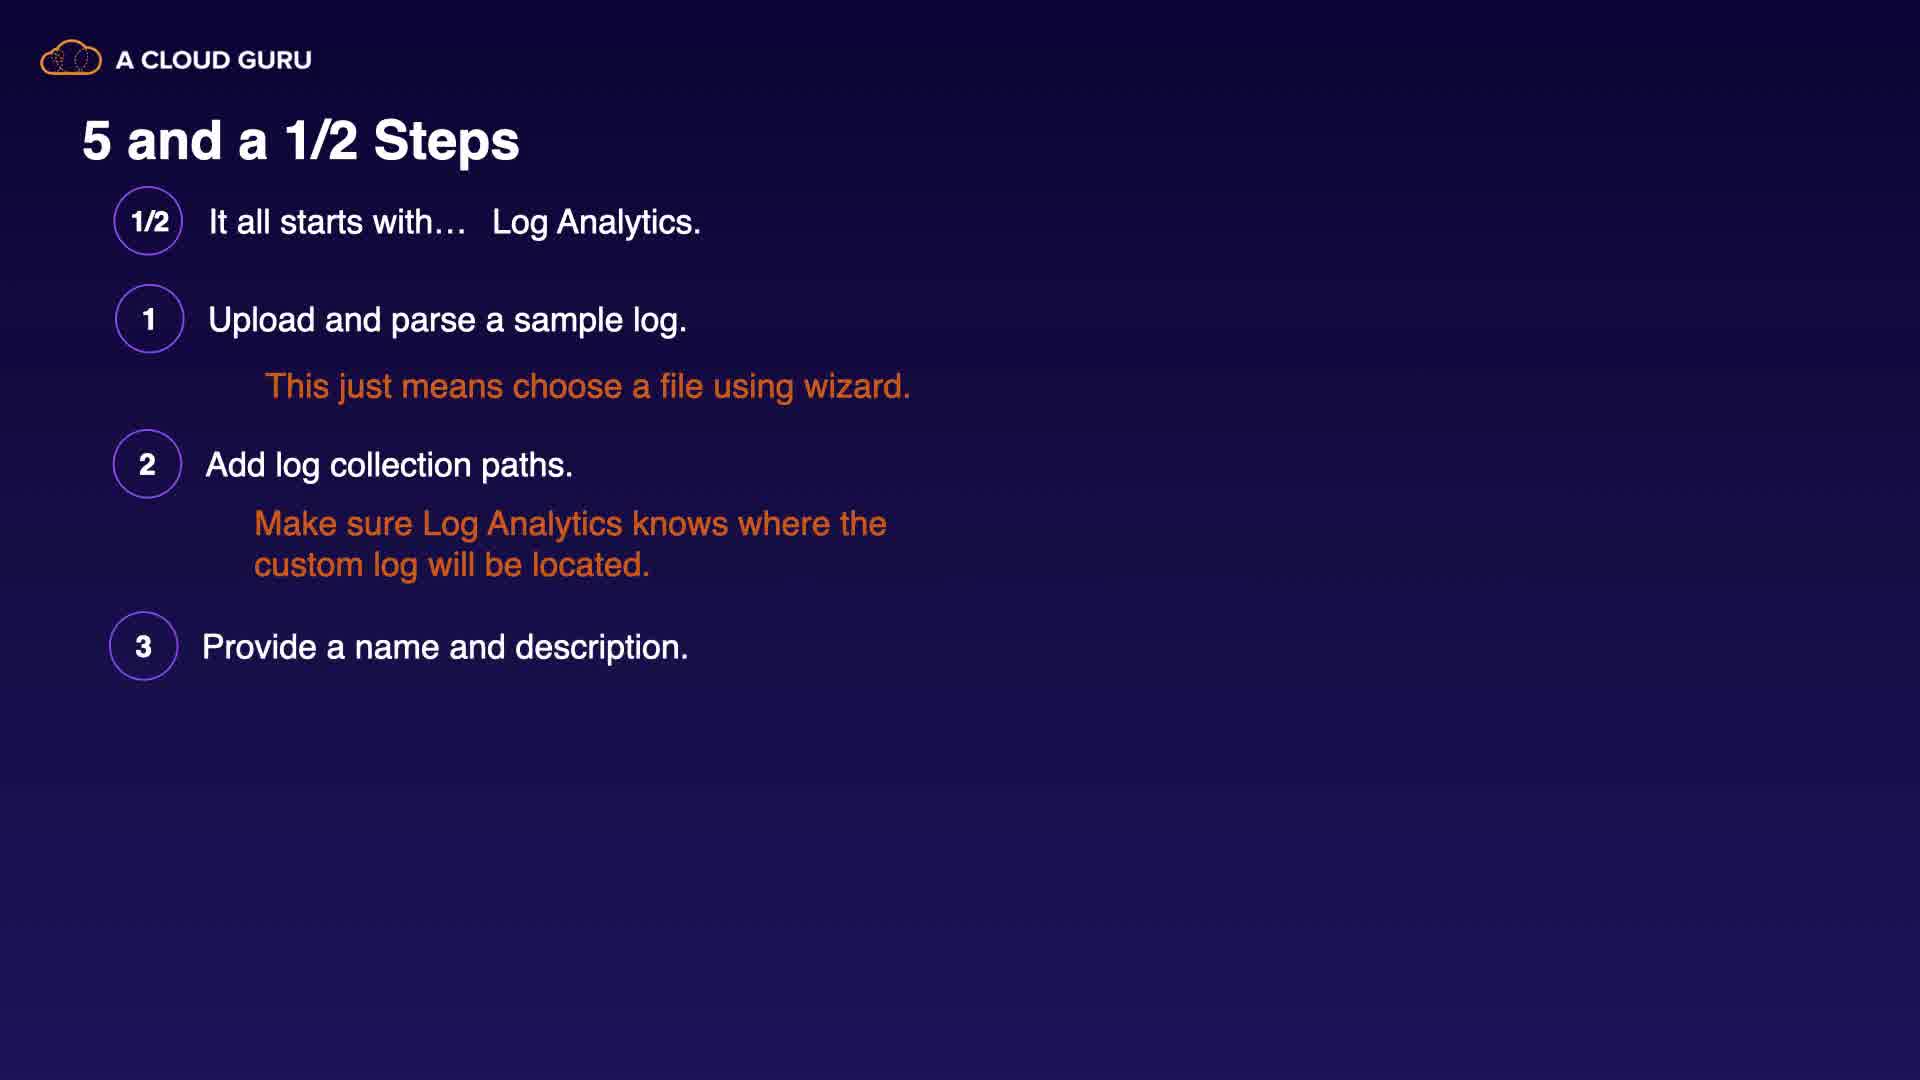 A CLOUD GURU
5 and a 1/2 Steps
1/2 It all starts with… Log Analytics.
1 Upload and parse a sample log.
This just means choose a file using wizard.
2 Add log collection paths.
Make sure Log Analytics knows where the
custom log will be located.
3 Provide a name and description.